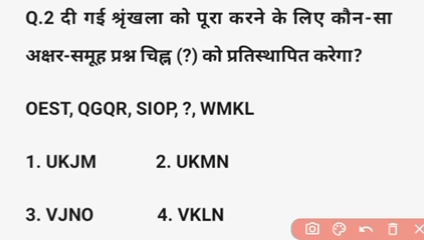 Q.2 दी गई श्रृंखला को पूरा करने के लिए कौन-सा
अक्षर-समूह प्रश्न चिह्न (?) को प्रतिस्थापित करेगा?
OEST, QGQR, SIOP, ?, WMKL
1. UKJM 2. UKMN
3. VJNO 4. VKLN